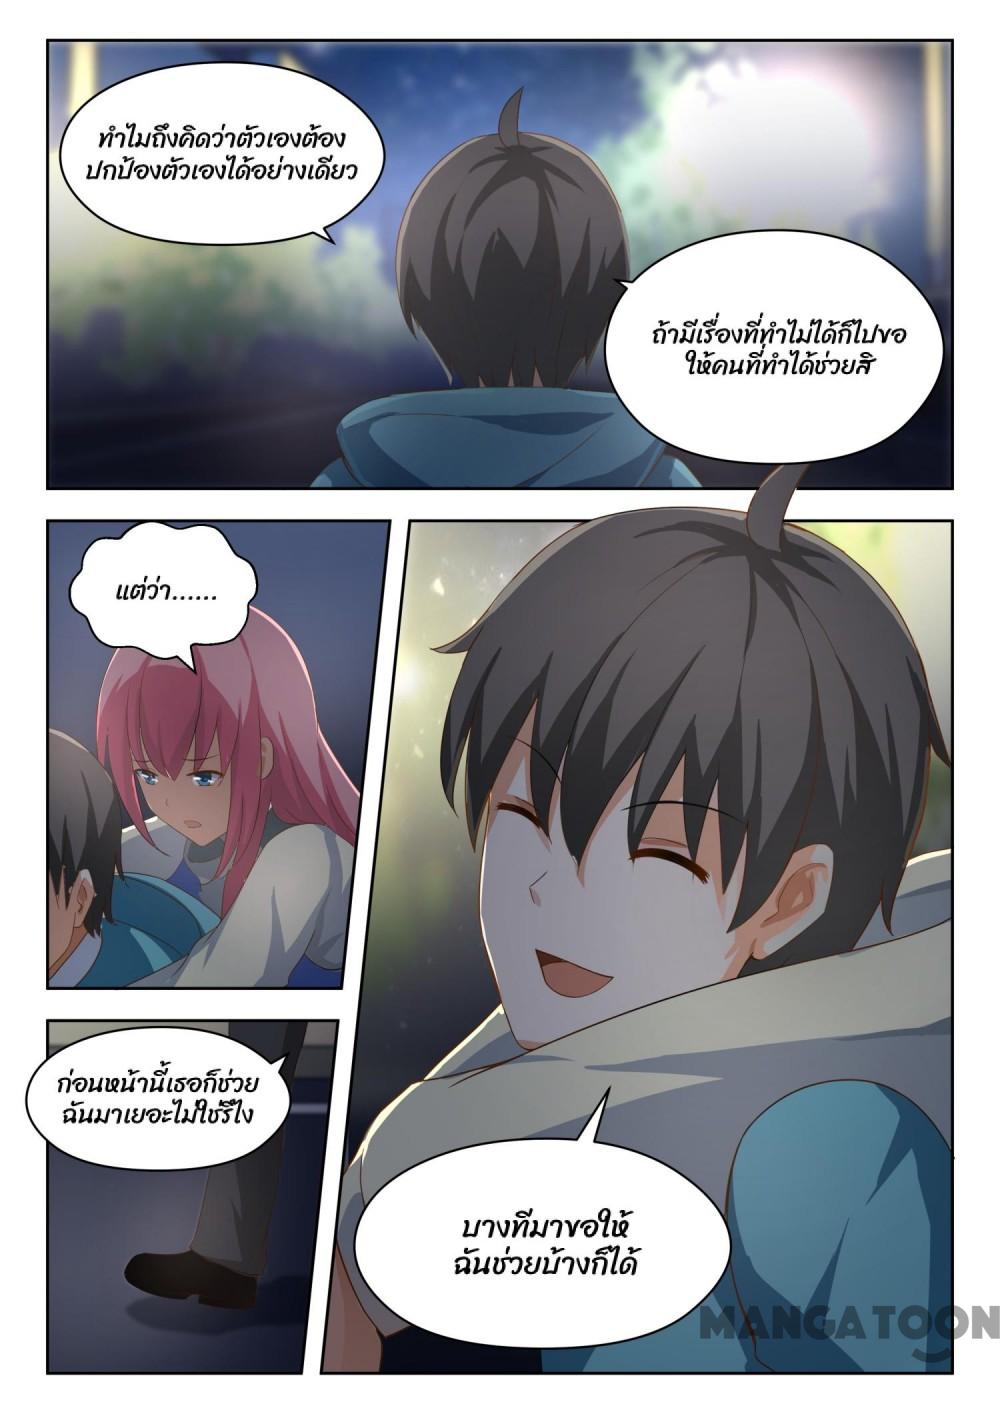 ทำไมถึงคิดว่าตัวเองต้อง
ปกป้องตัวเองได้อย่างเดียว
ถ้ามีเรื่องที่ทำไม่ได้ก็ไปขอ
ให้คนที่ทำได้ช่วยสิ
แต่ว่า......
ก่อนหน้านี้เธอก็ช่วย
ฉันมาเยอะไม่ใช่รึไง
บางทีมาขอให้
ฉันช่วยบ้างก็ได้
MANGATOON